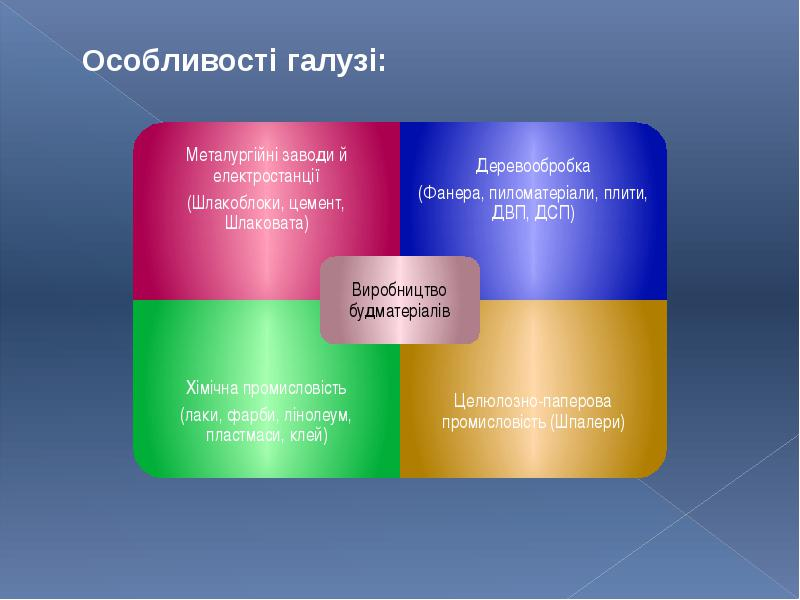 Особливості галузі:
Металургійні заводи й
електростанції
(Шлакоблоки, цемент,
Шлаковата)
Деревообробка
(Фанера, пиломатеріали, плити,
ДВП, ДСП)
Виробництво
будматеріалів
Хімічна промисловість
(лаки, фарби, лінолеум,
пластмаси, клей)
Целюлозно-паперова
промисловість (Шпалери)